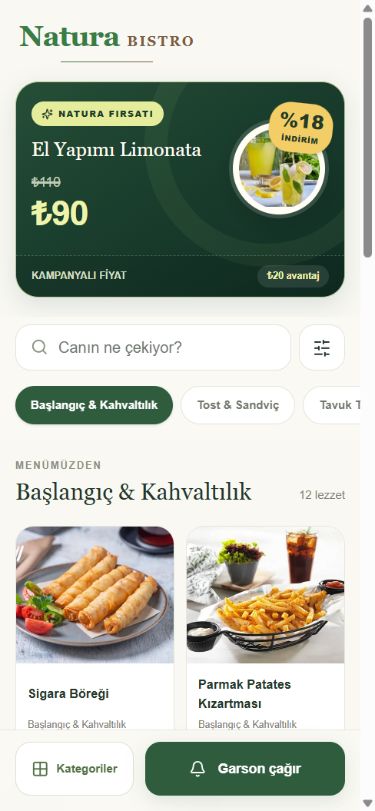 Natura BISTRO
NATURA FIRSATI
%18
İNDİRİM
El Yapımı Limonata
₺110
₺90
KAMPANYALI FİYAT
₺20 avantaj
Canın ne çekiyor?
Başlangıç & Kahvaltılık
Tost & Sandviç
Tavuk T
MENÜMÜZDEN
Başlangıç & Kahvaltılık
12 lezzet
Sigara Böreği
Başlangıç & Kahvaltılık
Parmak Patates
Kızartması
Başlangıç & Kahvaltılık
Kategoriler
Garson çağır